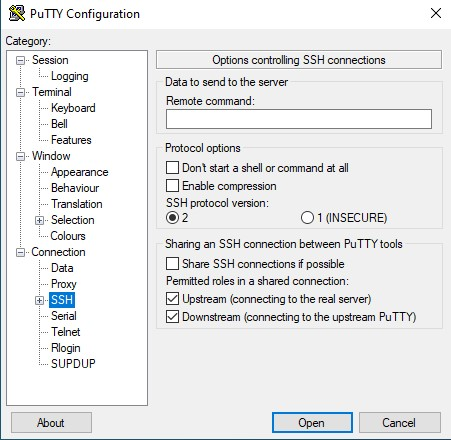 PuTTY Configuration
Category:
Session
Logging
Terminal
Keyboard
Bell
Features
Window
Appearance
Behaviour
Translation
Selection
Colours
Connection
Data
Proxy
SSH
Serial
Telnet
Rlogin
SUPDUP
Options controlling SSH connections
Data to send to the server
Remote command:
Protocol options
Don't start a shell or command at all
Enable compression
SSH protocol version:
2 1 (INSECURE)
Sharing an SSH connection between PuTTY tools
Share SSH connections if possible
Permitted roles in a shared connection:
Upstream (connecting to the real server)
Downstream (connecting to the upstream PuTTY)
About Open Cancel